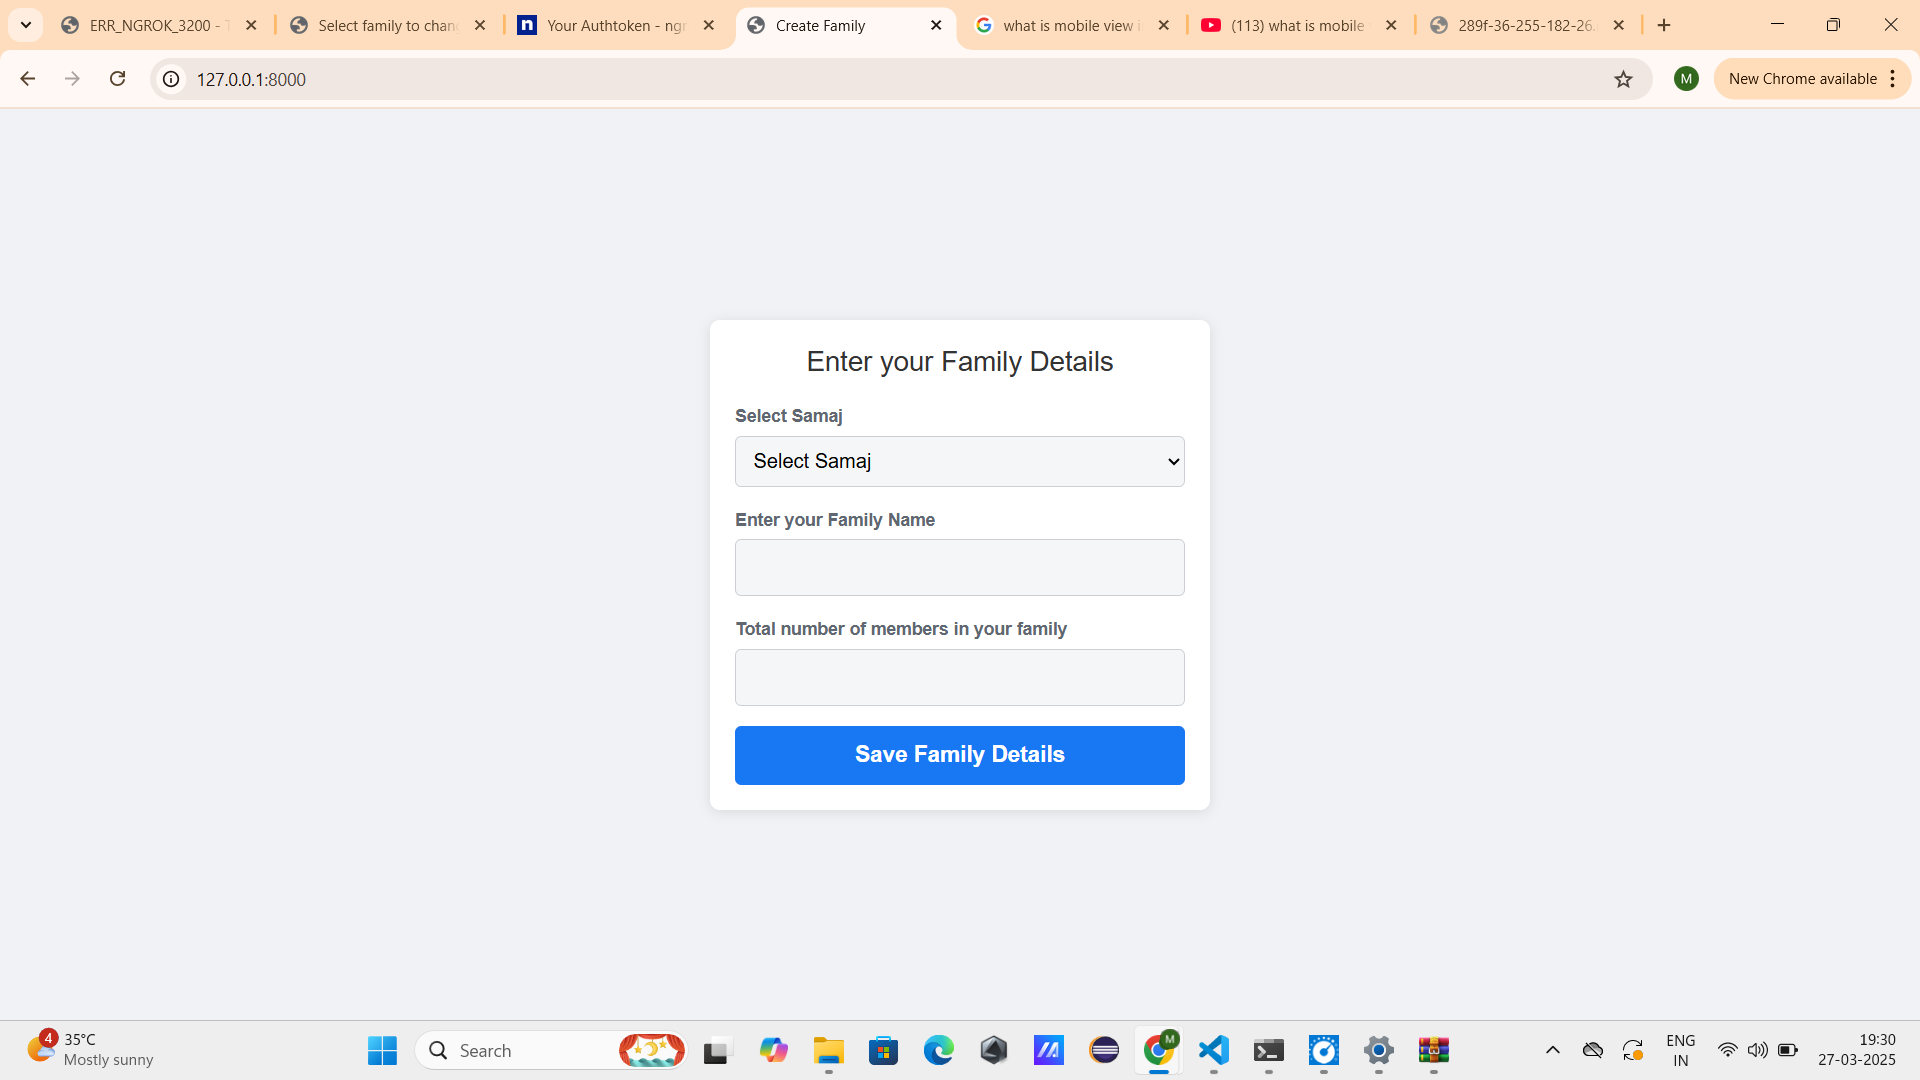 ERR_NGROK_3200 -
Select family to chan
Your Authtoken - ngr
Create Family
what is mobile view i
(113) what is mobile
289f-36-255-182-26.
127.0.0.1:8000
M
New Chrome available
Enter your Family Details
Select Samaj
Select Samaj
Enter your Family Name
Total number of members in your family
Save Family Details
4
35°C
Mostly sunny
Search
M
ENG
IN
19:30
27-03-2025